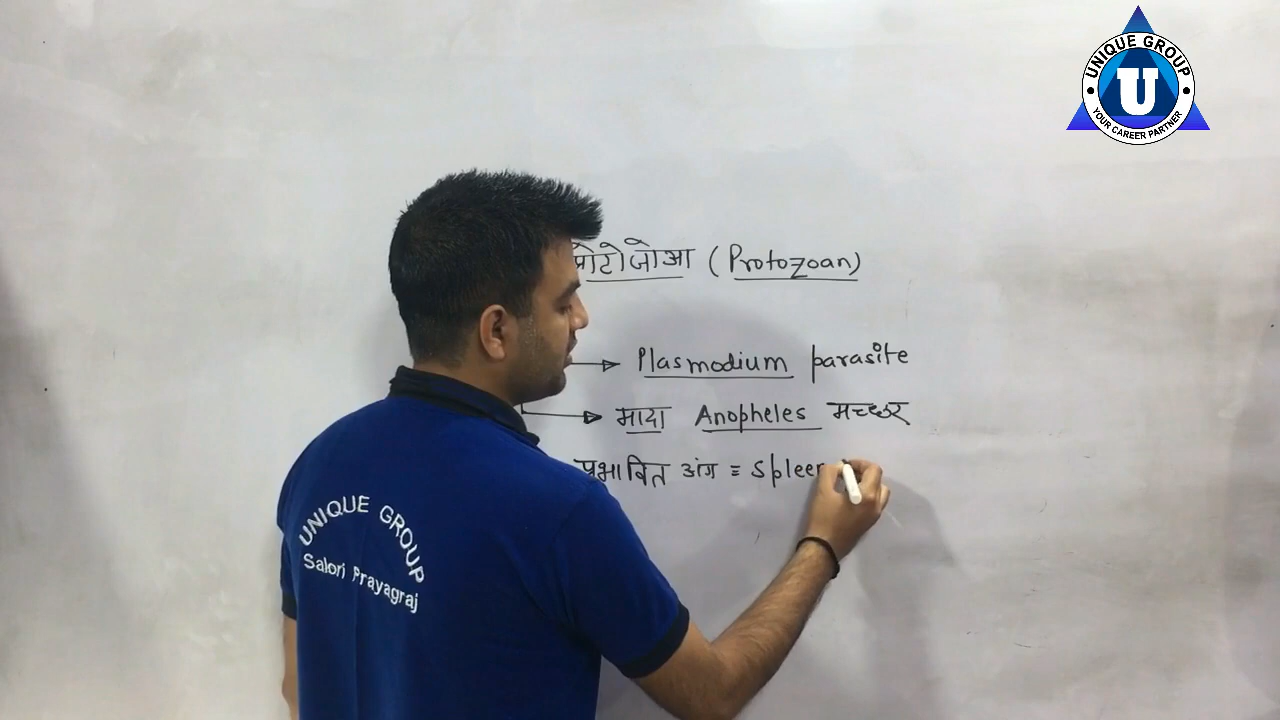 UNIQUE GROUP
U
YOUR CAREER PARTNER
प्रोटोजोआ (Protozoan)
Plasmodium parasite
मादा Anopheles मच्छर
प्रभावित अंग = Spleen
UNIQUE GROUP
Salori Prayagraj